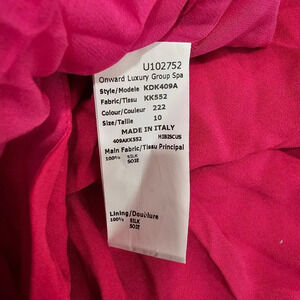 U102752
Onward Luxury Group Spa
Style/Modele KDK409A
Fabric/Tissu KK552
Colour/Couleur 222
Size/Taille 10
MADE IN ITALY
409AKK552 HIBISCUS
Main Fabric/Tissu Principal
100% SILK
SOIE
Lining/Doublure
100% SILK
SOIE